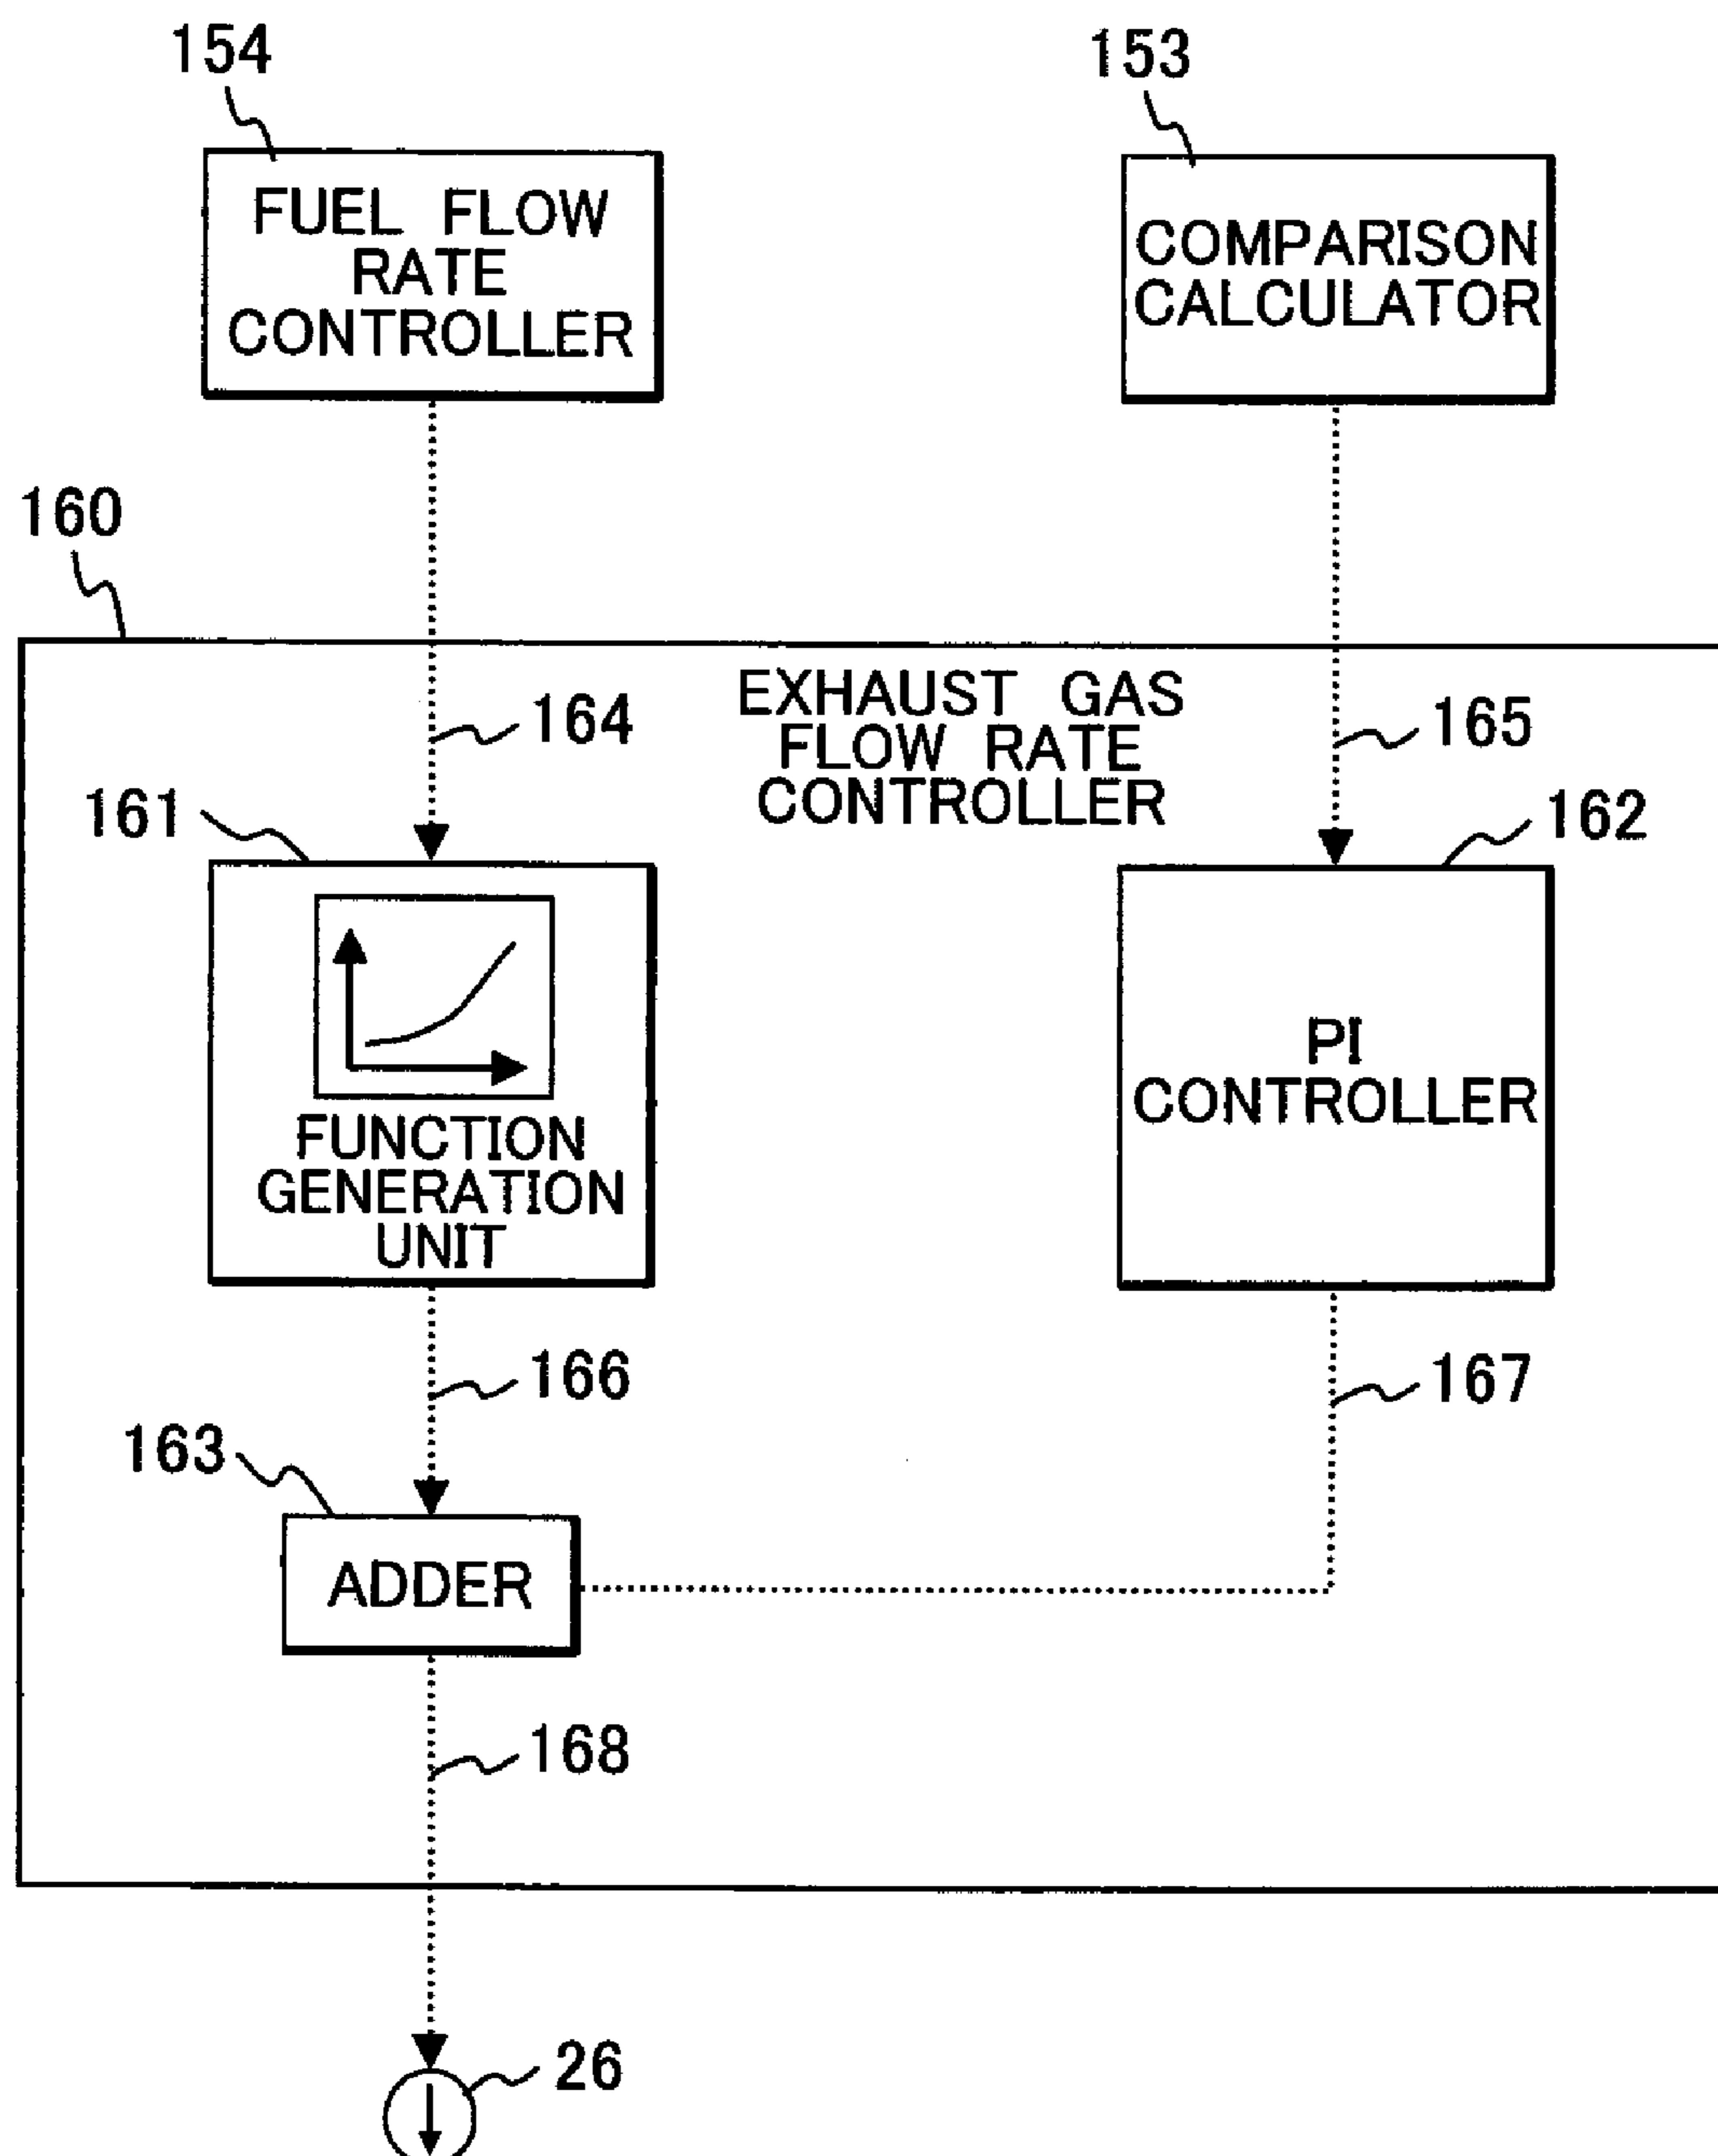 154
153
FUEL FLOW
RATE
CONTROLLER
COMPARISON
CALCULATOR
160
EXHAUST GAS
FLOW RATE
CONTROLLER
164
165
161
162
FUNCTION
GENERATION
UNIT
PI
CONTROLLER
166
167
163
ADDER
168
26